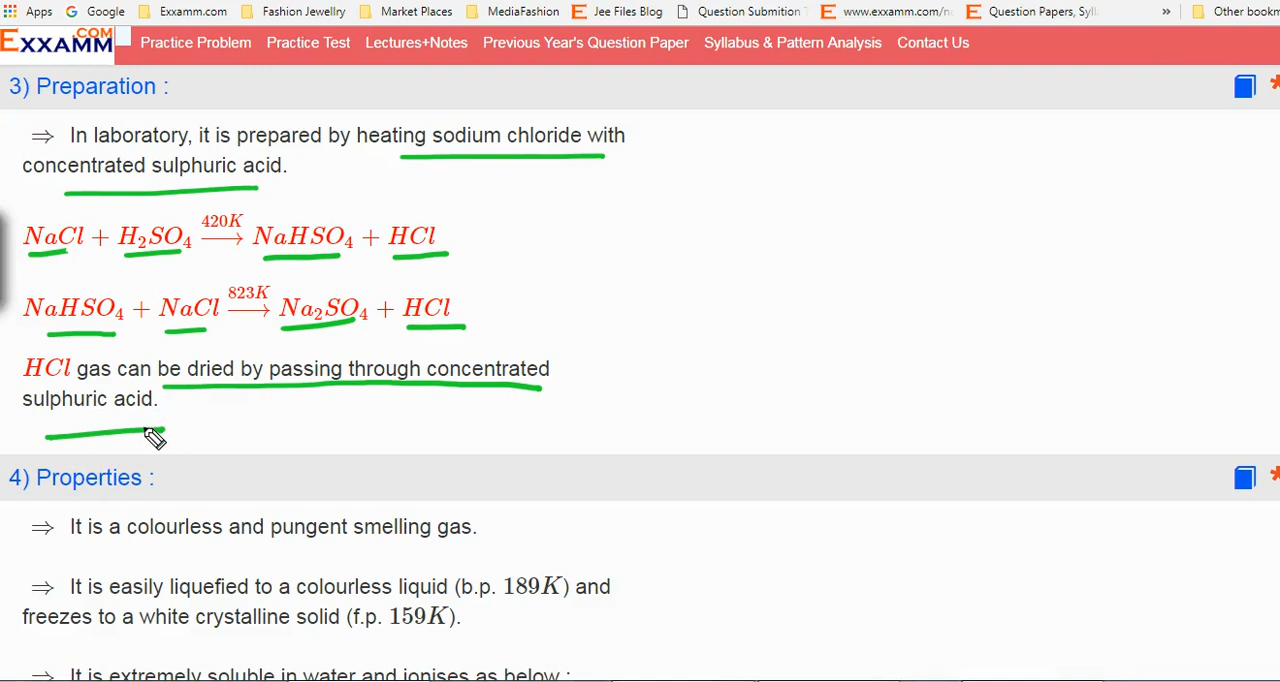 Apps Google Exxamm.com Fashion Jewellry Market Places MediaFashion Jee Files Blog Question Submition www.exxamm.com/n Question Papers, Syll » Other bookm
EXXAMM.COM Practice Problem Practice Test Lectures+Notes Previous Year's Question Paper Syllabus & Pattern Analysis Contact Us
3) Preparation :
⇒ In laboratory, it is prepared by heating sodium chloride with
concentrated sulphuric acid.
NaCl + H₂SO₄ —420K→ NaHSO₄ + HCl
NaHSO₄ + NaCl —823K→ Na₂SO₄ + HCl
HCl gas can be dried by passing through concentrated
sulphuric acid.
4) Properties :
⇒ It is a colourless and pungent smelling gas.
⇒ It is easily liquefied to a colourless liquid (b.p. 189K) and
freezes to a white crystalline solid (f.p. 159K).
⇒ It is extremely soluble in water and ionises as below :